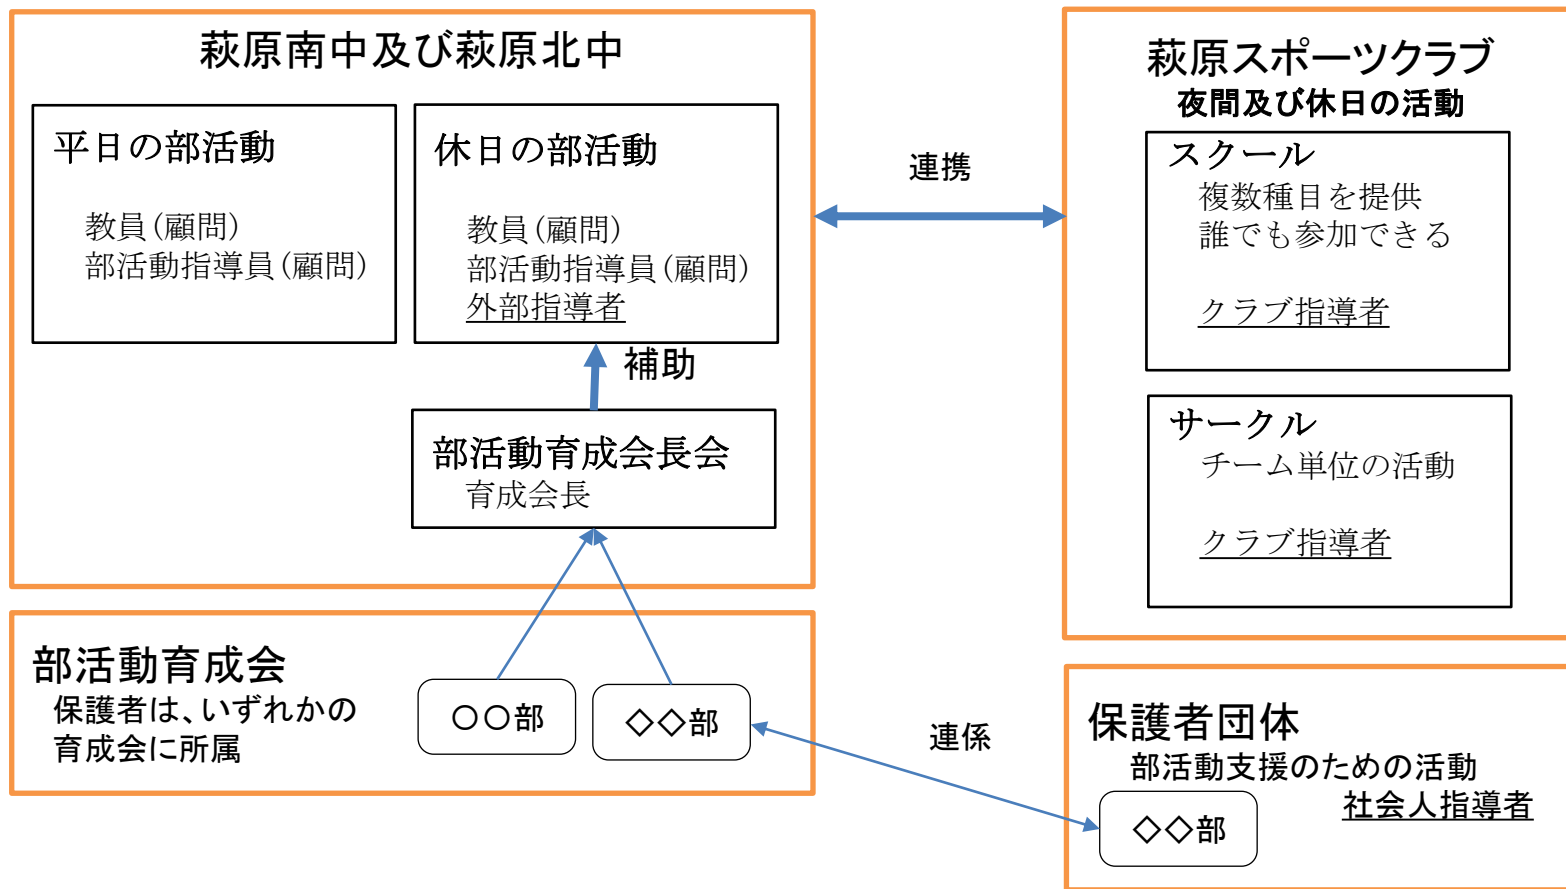 萩原南中及び萩原北中
平日の部活動
教員(顧問)
部活動指導員(顧問)
休日の部活動
教員(顧問)
部活動指導員(顧問)
外部指導者
補助
部活動育成会長会
育成会長
連携
萩原スポーツクラブ
夜間及び休日の活動
スクール
複数種目を提供
誰でも参加できる
クラブ指導者
サークル
チーム単位の活動
クラブ指導者
部活動育成会
保護者は、いずれかの
育成会に所属
○○部
◇◇部
連係
保護者団体
部活動支援のための活動
社会人指導者
◇◇部